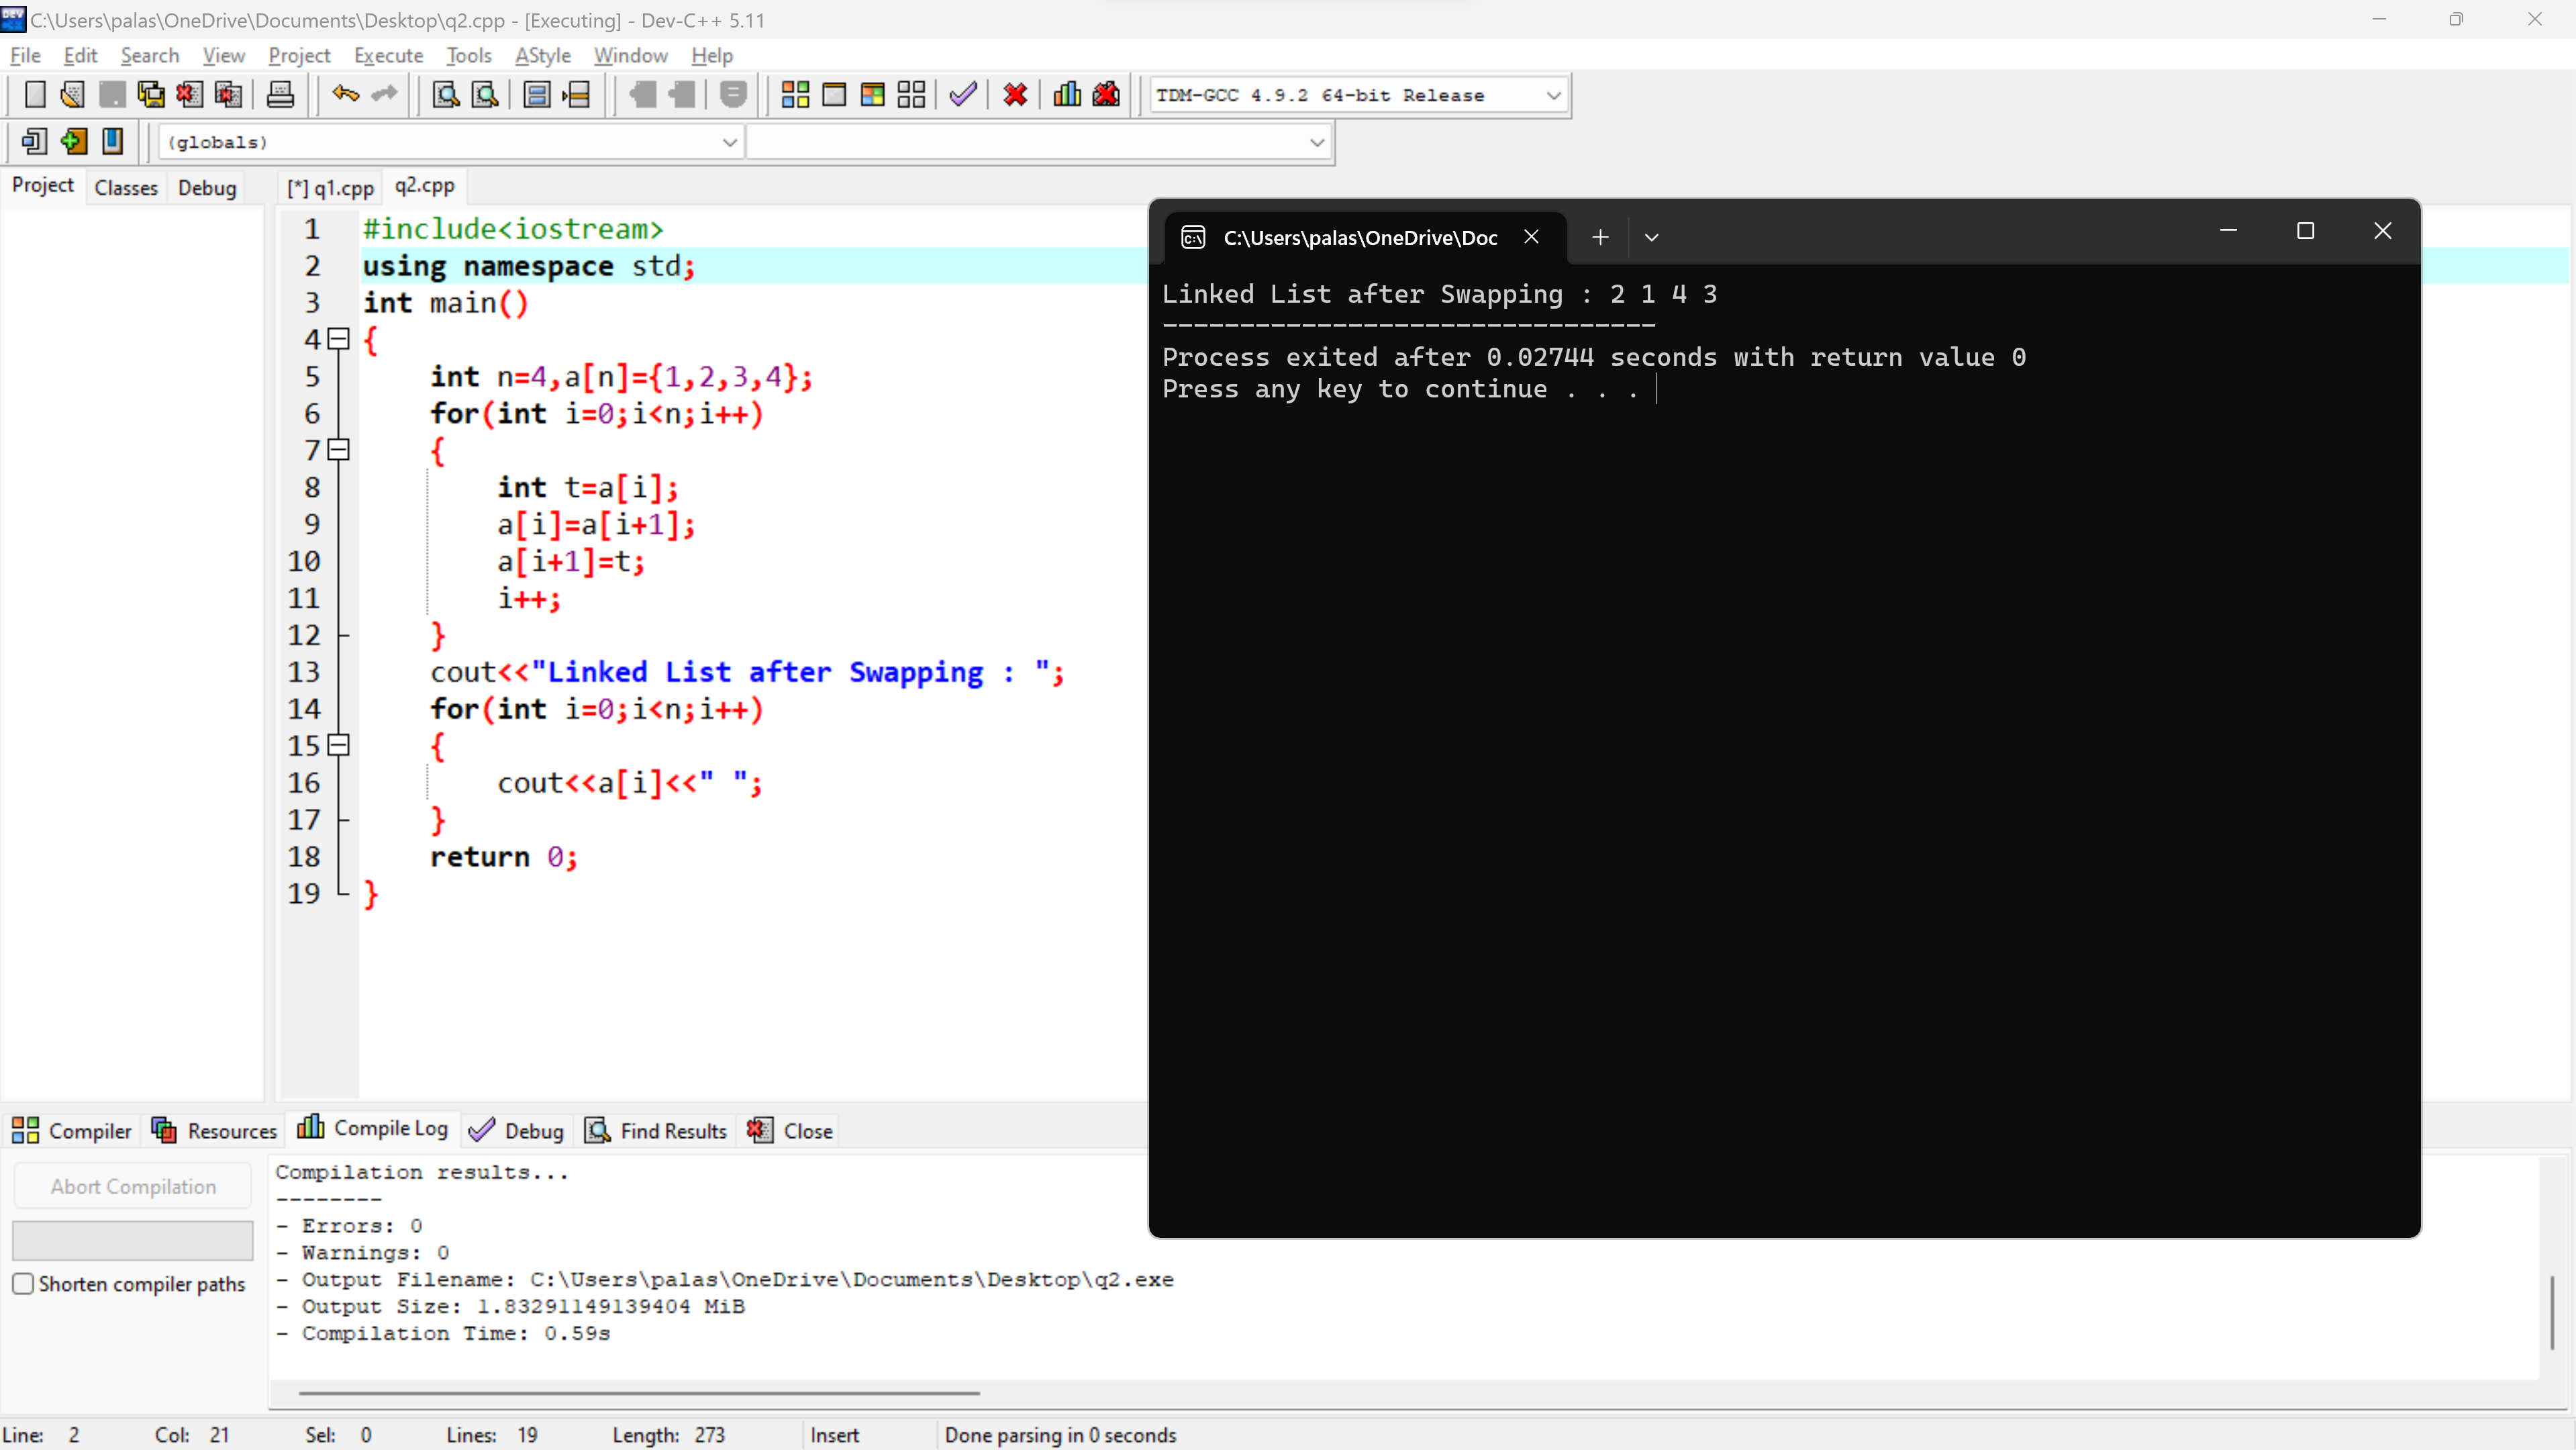 C:\Users\palas\OneDrive\Documents\Desktop\q2.cpp - [Executing] - Dev-C++ 5.11
File Edit Search View Project Execute Tools AStyle Window Help
TDM-GCC 4.9.2 64-bit Release
(globals)
Project Classes Debug
[*] q1.cpp q2.cpp
1 #include<iostream>
2 using namespace std;
3 int main()
4 {
5 int n=4,a[n]={1,2,3,4};
6 for(int i=0;i<n;i++)
7 {
8 int t=a[i];
9 a[i]=a[i+1];
10 a[i+1]=t;
11 i++;
12 }
13 cout<<"Linked List after Swapping : ";
14 for(int i=0;i<n;i++)
15 {
16 cout<<a[i]<<" ";
17 }
18 return 0;
19 }
C:\Users\palas\OneDrive\Doc
Linked List after Swapping : 2 1 4 3
--------------------------------
Process exited after 0.02744 seconds with return value 0
Press any key to continue . . .
Compiler Resources Compile Log Debug Find Results Close
Abort Compilation
Shorten compiler paths
Compilation results...
--------
- Errors: 0
- Warnings: 0
- Output Filename: C:\Users\palas\OneDrive\Documents\Desktop\q2.exe
- Output Size: 1.83291149139404 MiB
- Compilation Time: 0.59s
Line: 2 Col: 21 Sel: 0 Lines: 19 Length: 273 Insert Done parsing in 0 seconds